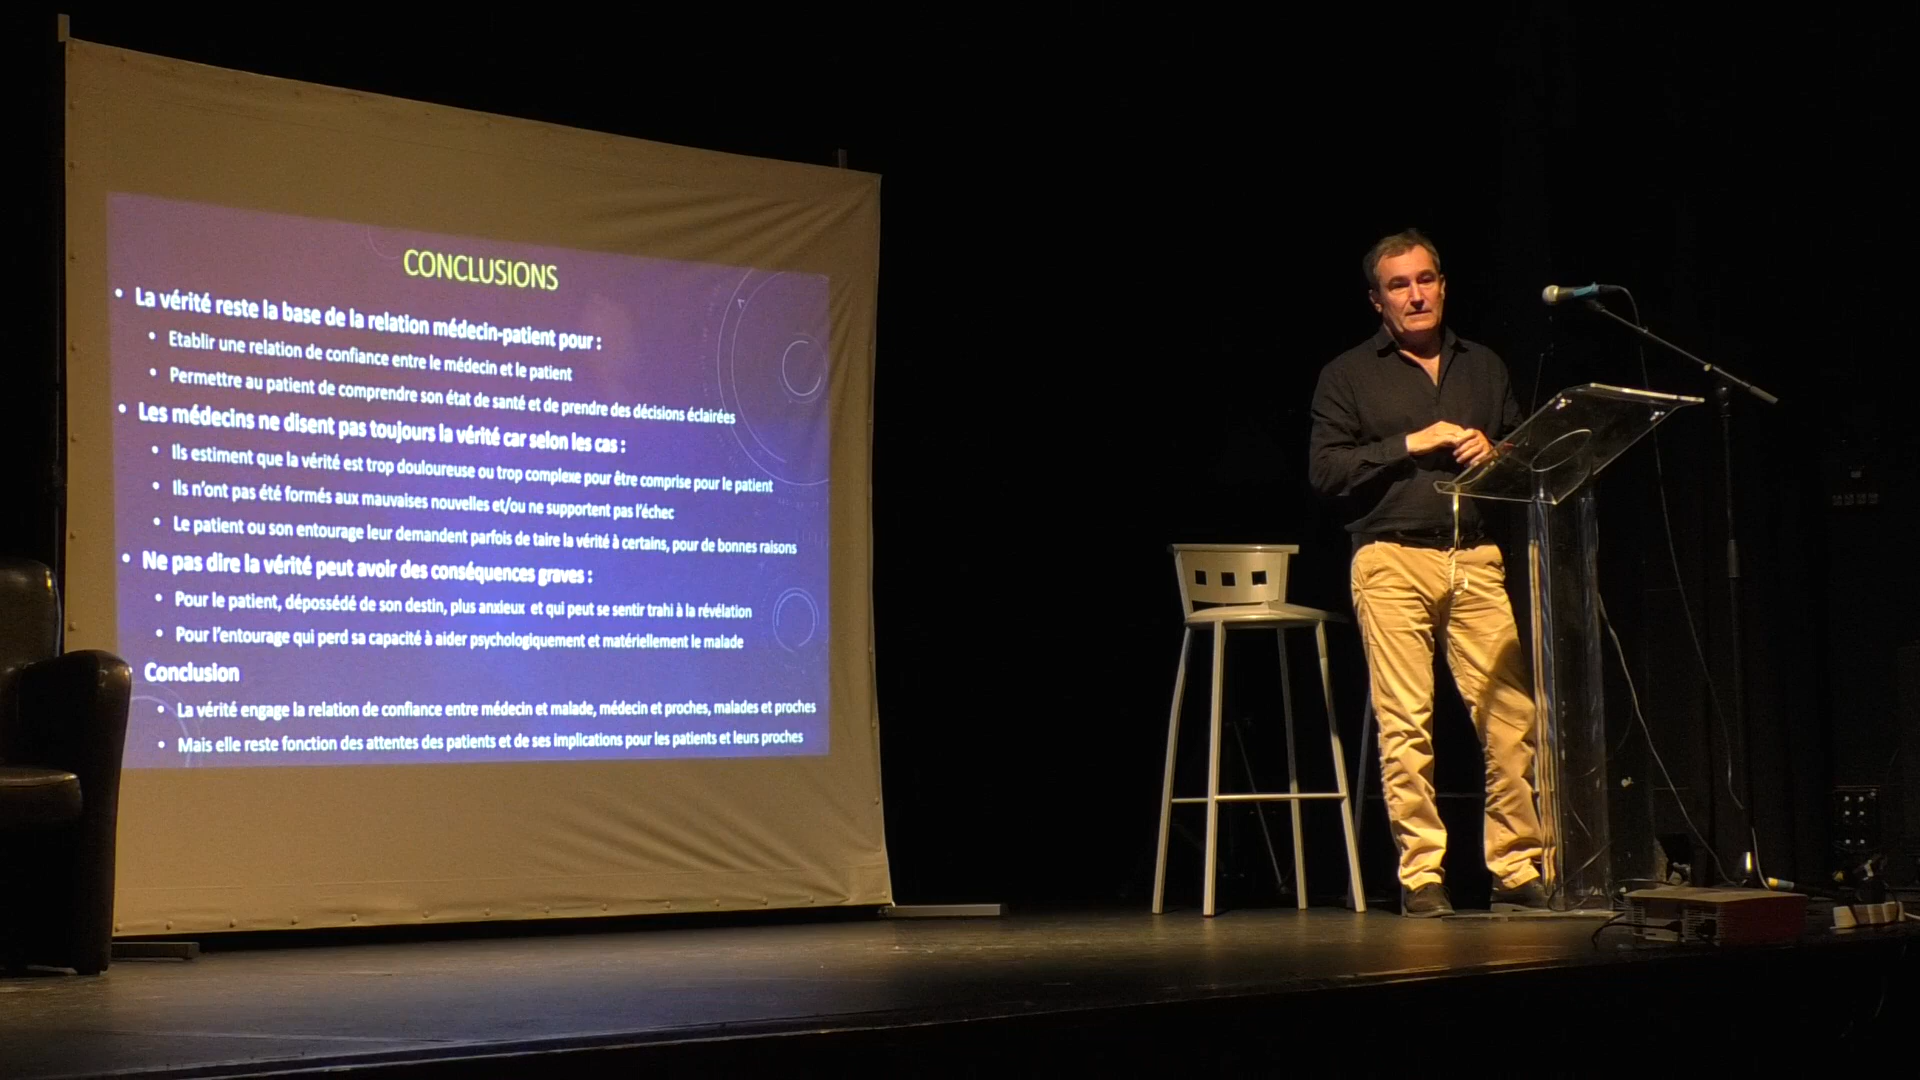 CONCLUSIONS
• La vérité reste la base de la relation médecin-patient pour :
• Etablir une relation de confiance entre le médecin et le patient
• Permettre au patient de comprendre son état de santé et de prendre des décisions éclairées
• Les médecins ne disent pas toujours la vérité car selon les cas :
• Ils estiment que la vérité est trop douloureuse ou trop complexe pour être comprise pour le patient
• Ils n'ont pas été formés aux mauvaises nouvelles et/ou ne supportent pas l'échec
• Le patient ou son entourage leur demandent parfois de taire la vérité à certains, pour de bonnes raisons
• Ne pas dire la vérité peut avoir des conséquences graves :
• Pour le patient, dépossédé de son destin, plus anxieux et qui peut se sentir trahi à la révélation
• Pour l'entourage qui perd sa capacité à aider psychologiquement et matériellement le malade
• Conclusion
• La vérité engage la relation de confiance entre médecin et malade, médecin et proches, malades et proches
• Mais elle reste fonction des attentes des patients et de ses implications pour les patients et leurs proches